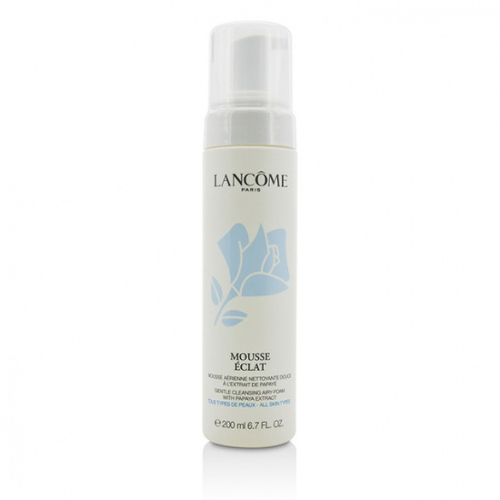 LANCÔME
PARIS
MOUSSE
ÉCLAT
MOUSSE AÉRIENNE NETTOYANTE DOUCE
À L'EXTRAIT DE PAPAYE
GENTLE CLEANSING AIRY-FOAM
WITH PAPAYA EXTRACT
TOUS TYPES DE PEAUX - ALL SKIN TYPES
e 200 ml 6.7 FL. OZ.